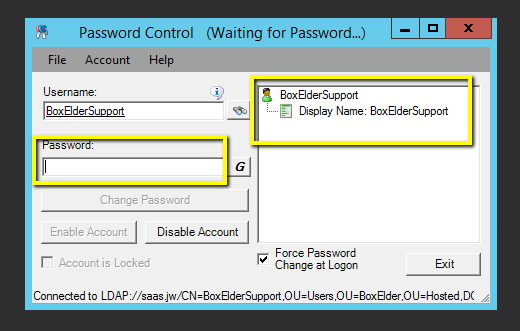 Password Control (Waiting for Password...)
File Account Help
Username:
BoxElderSupport
Password:
G
Change Password
Enable Account
Disable Account
Account is Locked
BoxElderSupport
Display Name: BoxElderSupport
Force Password
Change at Logon
Exit
Connected to LDAP://saas.jw/CN=BoxElderSupport,OU=Users,OU=BoxElder,OU=Hosted,DC